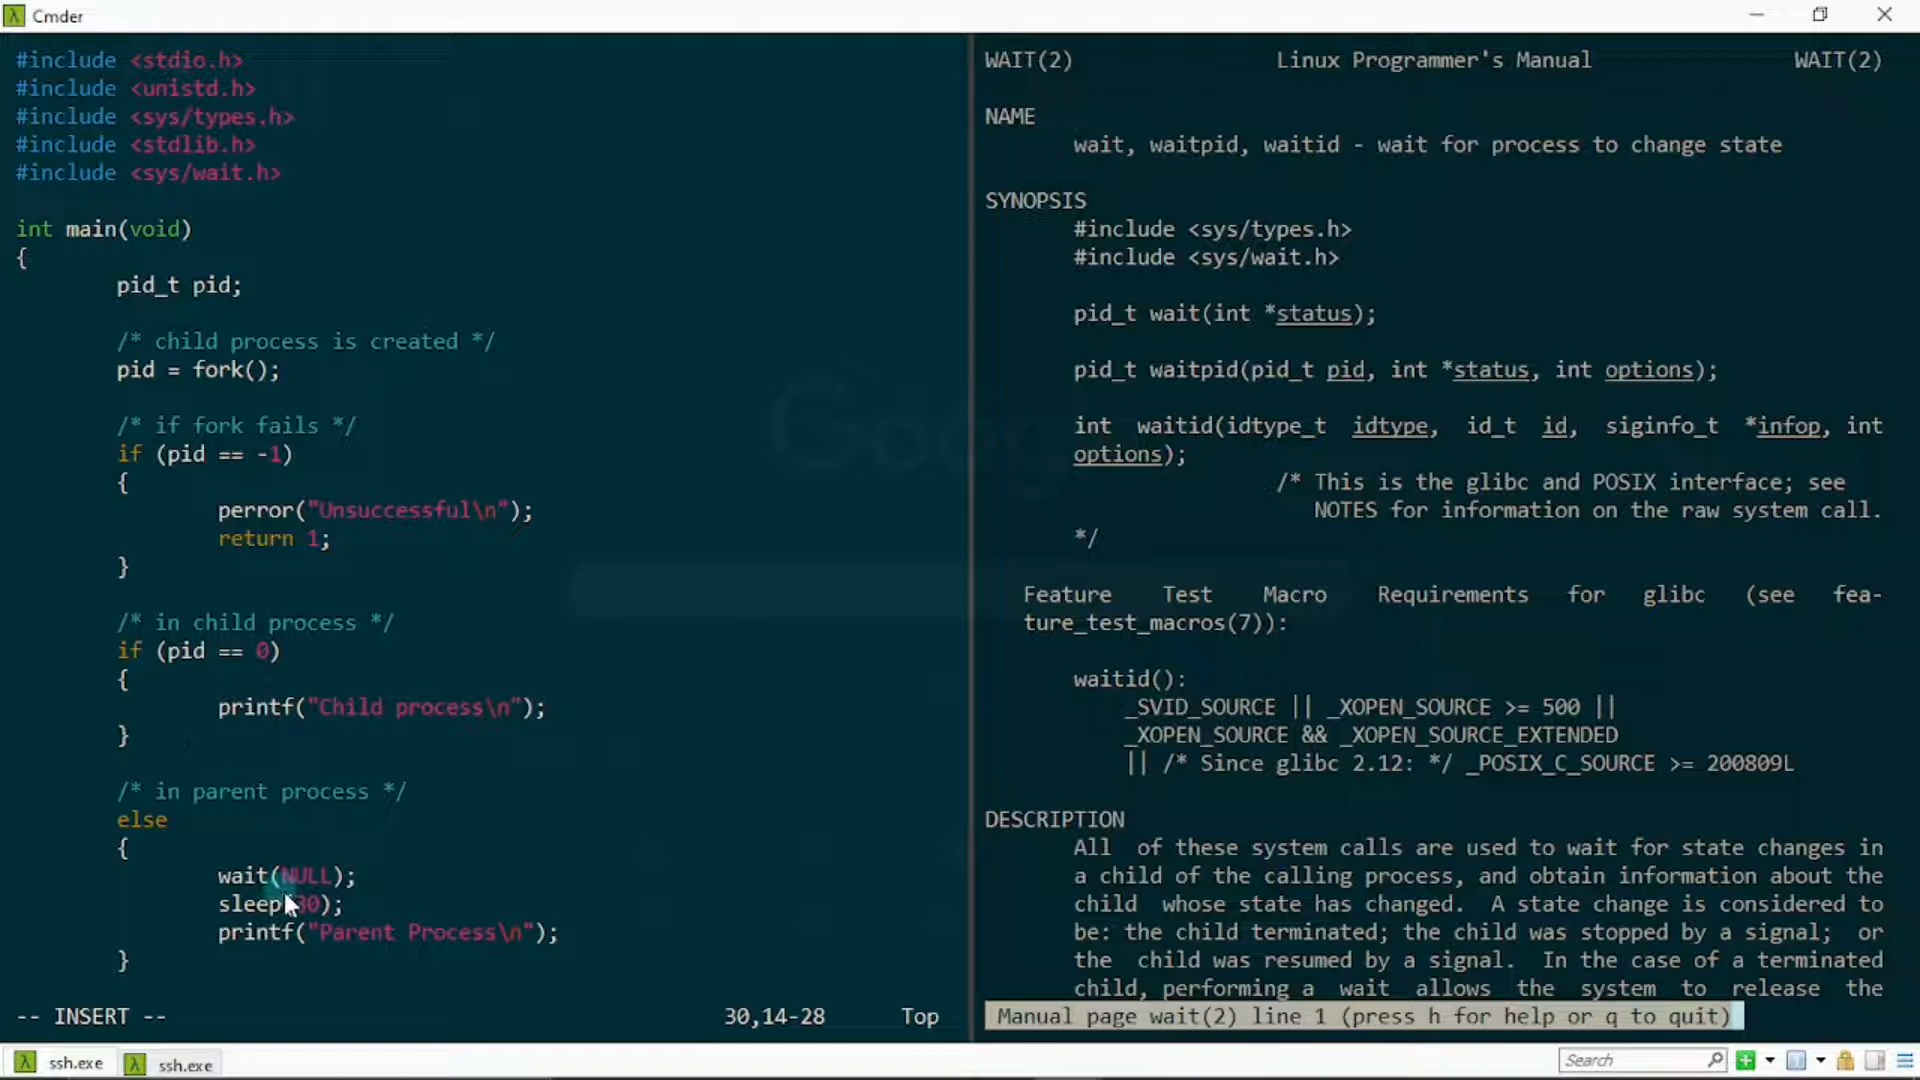 Cmder
#include <stdio.h>
#include <unistd.h>
#include <sys/types.h>
#include <stdlib.h>
#include <sys/wait.h>
int main(void)
{
pid_t pid;
/* child process is created */
pid = fork();
/* if fork fails */
if (pid == -1)
{
perror("Unsuccessful\n");
return 1;
}
/* in child process */
if (pid == 0)
{
printf("Child process\n");
}
/* in parent process */
else
{
wait(NULL);
sleep(30);
printf("Parent Process\n");
}
-- INSERT -- 30,14-28 Top
WAIT(2) Linux Programmer's Manual WAIT(2)
NAME
wait, waitpid, waitid - wait for process to change state
SYNOPSIS
#include <sys/types.h>
#include <sys/wait.h>
pid_t wait(int *status);
pid_t waitpid(pid_t pid, int *status, int options);
int waitid(idtype_t idtype, id_t id, siginfo_t *infop, int
options);
/* This is the glibc and POSIX interface; see
NOTES for information on the raw system call.
*/
Feature Test Macro Requirements for glibc (see fea-
ture_test_macros(7)):
waitid():
_SVID_SOURCE || _XOPEN_SOURCE >= 500 ||
_XOPEN_SOURCE && _XOPEN_SOURCE_EXTENDED
|| /* Since glibc 2.12: */ _POSIX_C_SOURCE >= 200809L
DESCRIPTION
All of these system calls are used to wait for state changes in
a child of the calling process, and obtain information about the
child whose state has changed. A state change is considered to
be: the child terminated; the child was stopped by a signal; or
the child was resumed by a signal. In the case of a terminated
child, performing a wait allows the system to release the
Manual page wait(2) line 1 (press h for help or q to quit)
ssh.exe
ssh.exe
Search